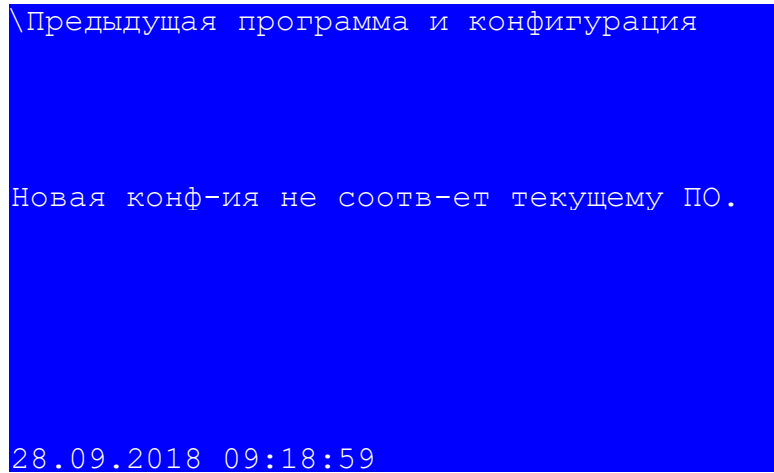 \Предыдущая программа и конфигурация
Новая конф-ия не соотв-ет текущему ПО.
28.09.2018 09:18:59